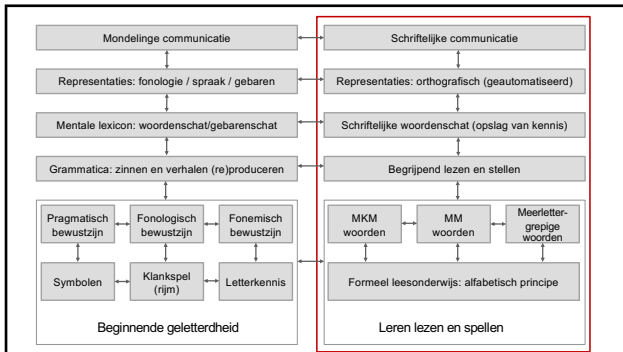 Mondelinge communicatie
Schriftelijke communicatie
Representaties: fonologie / spraak / gebaren
Representaties: orthografisch (geautomatiseerd)
Mentale lexicon: woordenschat/gebarenschat
Schriftelijke woordenschat (opslag van kennis)
Grammatica: zinnen en verhalen (re)produceren
Begrijpend lezen en stellen
Pragmatisch
bewustzijn
Fonologisch
bewustzijn
Fonemisch
bewustzijn
Symbolen
Klankspel
(rijm)
Letterkennis
Beginnende geletterdheid
MKM
woorden
MM
woorden
Meerletter-
grepige
woorden
Formeel leesonderwijs: alfabetisch principe
Leren lezen en spellen